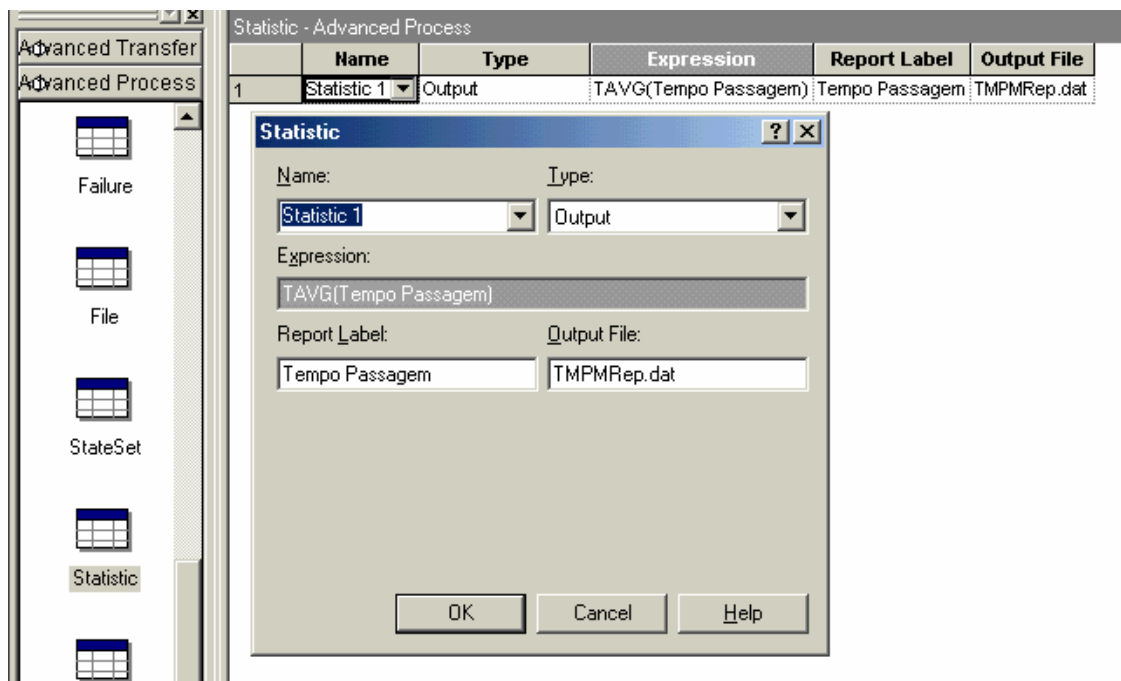 Statistic - Advanced Process
Advanced Transfer
Advanced Process
Name Type Expression Report Label Output File
1 Statistic 1 Output TAVG(Tempo Passagem) Tempo Passagem TMPMRep.dat
Failure
File
StateSet
Statistic
Statistic
Name: Type:
Statistic 1 Output
Expression:
TAVG(Tempo Passagem)
Report Label: Output File:
Tempo Passagem TMPMRep.dat
OK Cancel Help